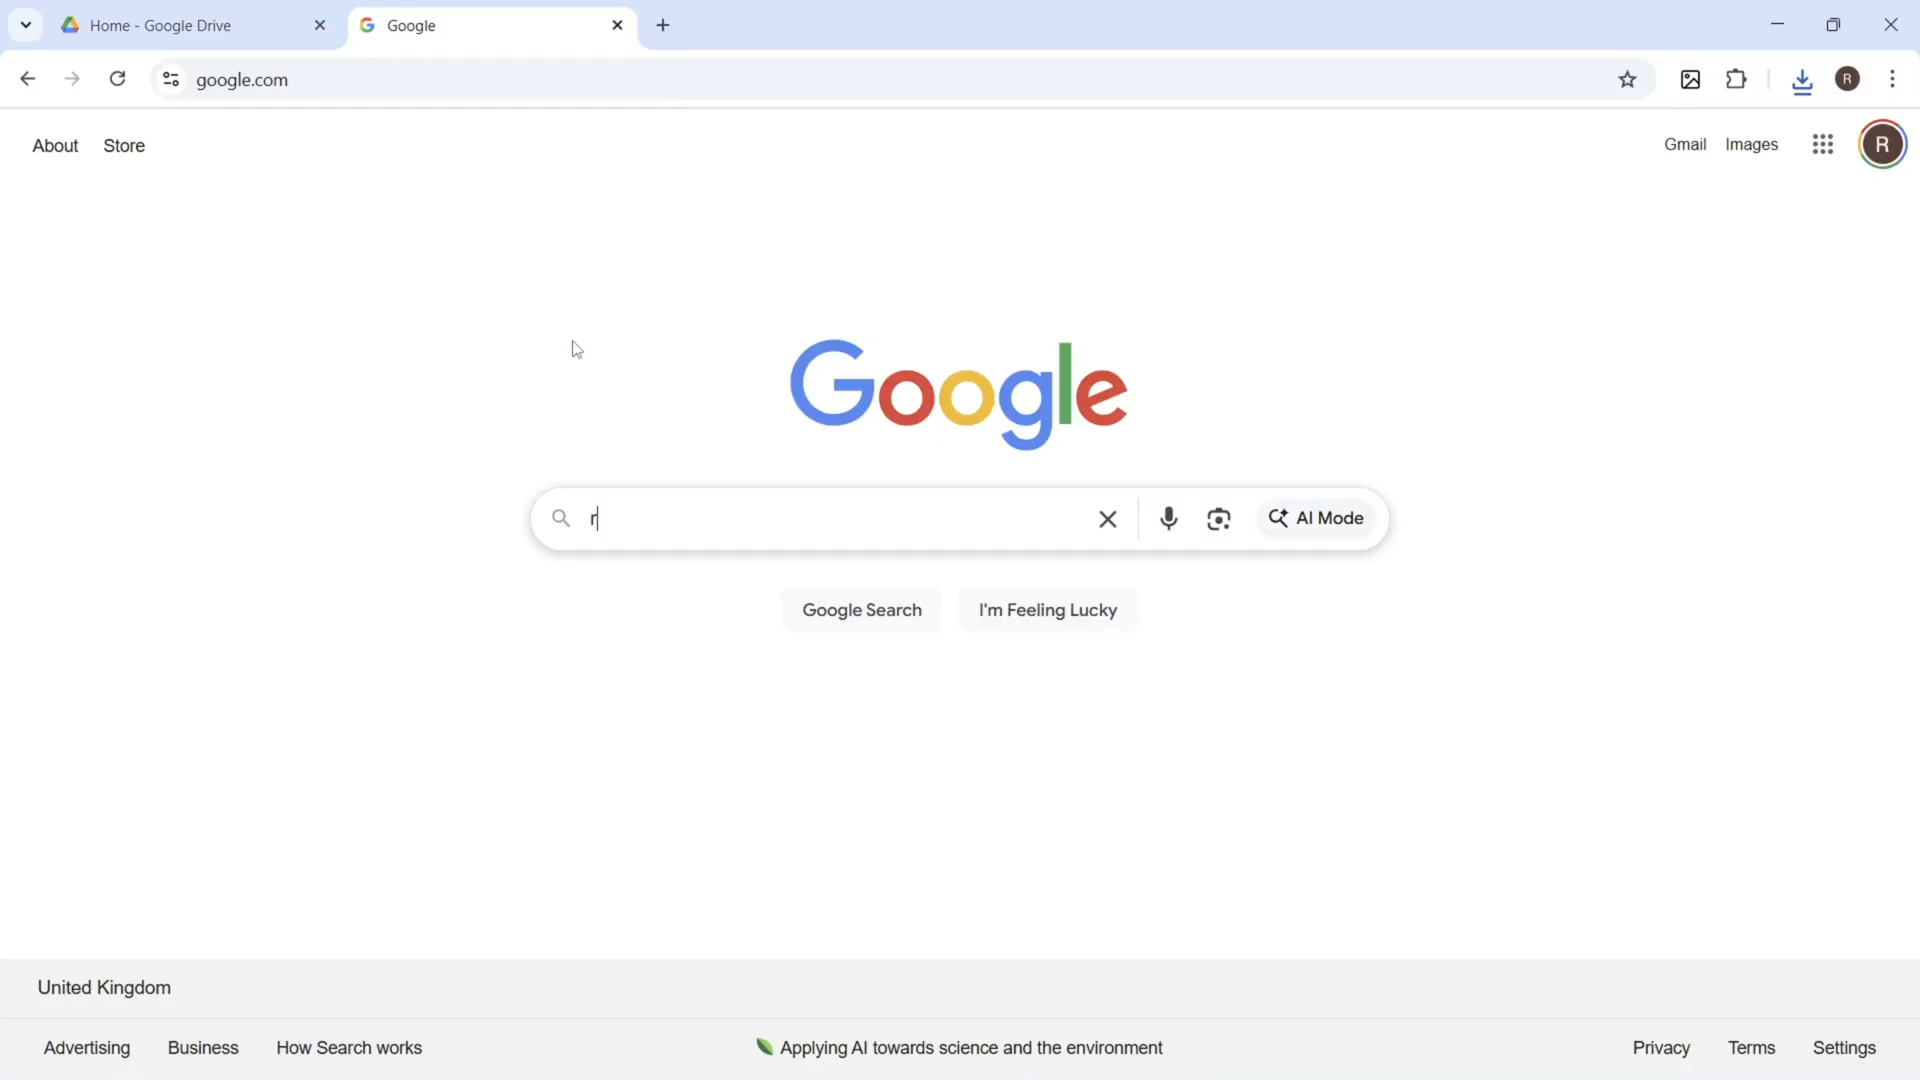 Home - Google Drive
Google
google.com
R
About Store
Gmail Images
R
Google
r
AI Mode
Google Search
I'm Feeling Lucky
United Kingdom
Advertising Business How Search works
Applying AI towards science and the environment
Privacy Terms Settings